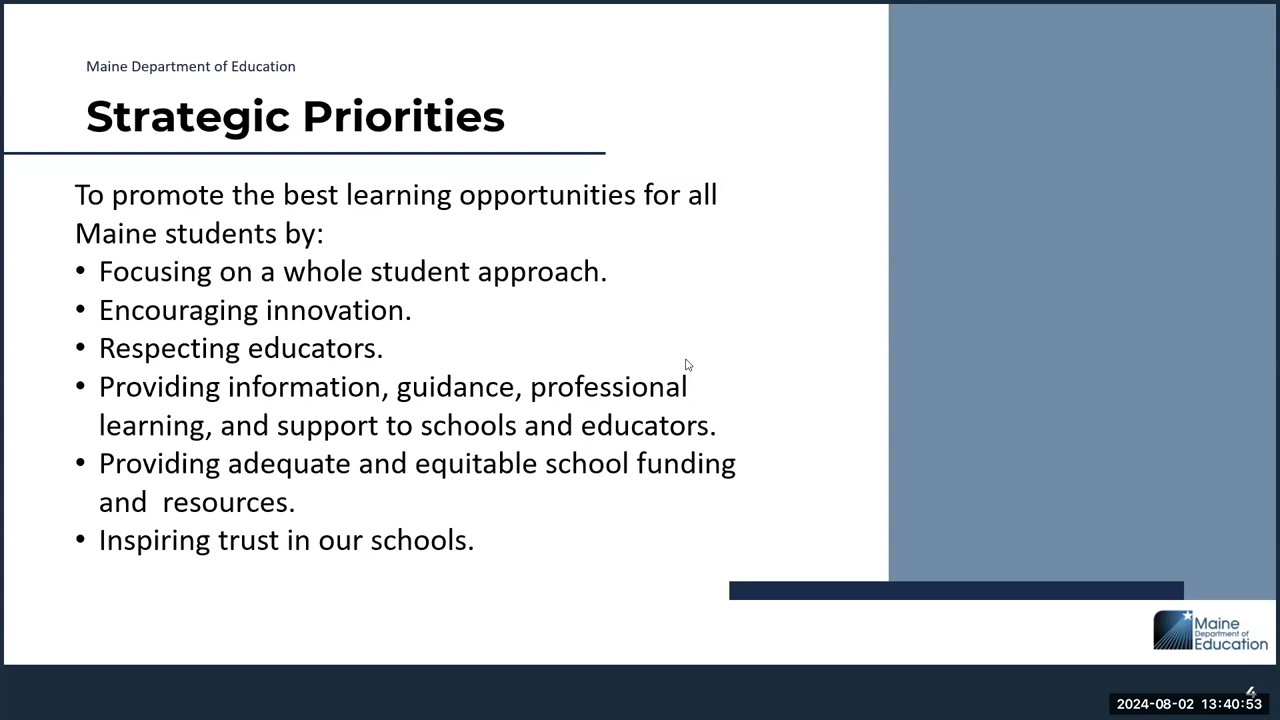 Maine Department of Education
Strategic Priorities
To promote the best learning opportunities for all
Maine students by:
• Focusing on a whole student approach.
• Encouraging innovation.
• Respecting educators.
• Providing information, guidance, professional
learning, and support to schools and educators.
• Providing adequate and equitable school funding
and  resources.
• Inspiring trust in our schools.
Maine
Department of
Education
4
2024-08-02 13:40:53